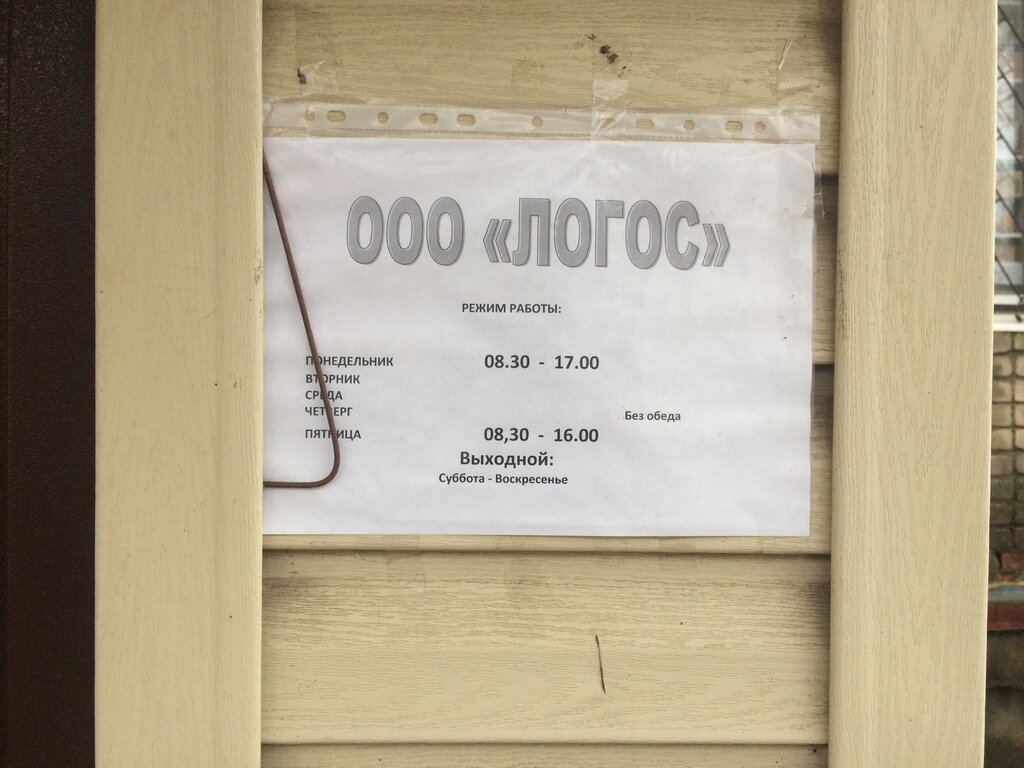 ООО «ЛОГОС»
РЕЖИМ РАБОТЫ:
ПОНЕДЕЛЬНИК 08.30 - 17.00
ВТОРНИК
СРЕДА
ЧЕТВЕРГ
Без обеда
ПЯТНИЦА 08,30 - 16.00
Выходной:
Суббота - Воскресенье